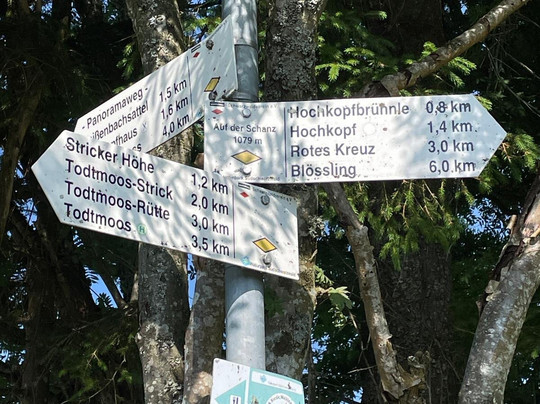 Panoramaweg- 1,5 km
ißenbachsattel 1,6 km
4,0 km
Auf der Schanz
1079 m
Hochkopfbrünnle 0,8 km
Hochkopf 1,4 km
Rotes Kreuz 3,0 km
Blössling 6,0 km
Stricker Höhe 1,2 km
Todtmoos-Strick 2,0 km
Todtmoos-Rütte 3,0 km
Todtmoos 3,5 km